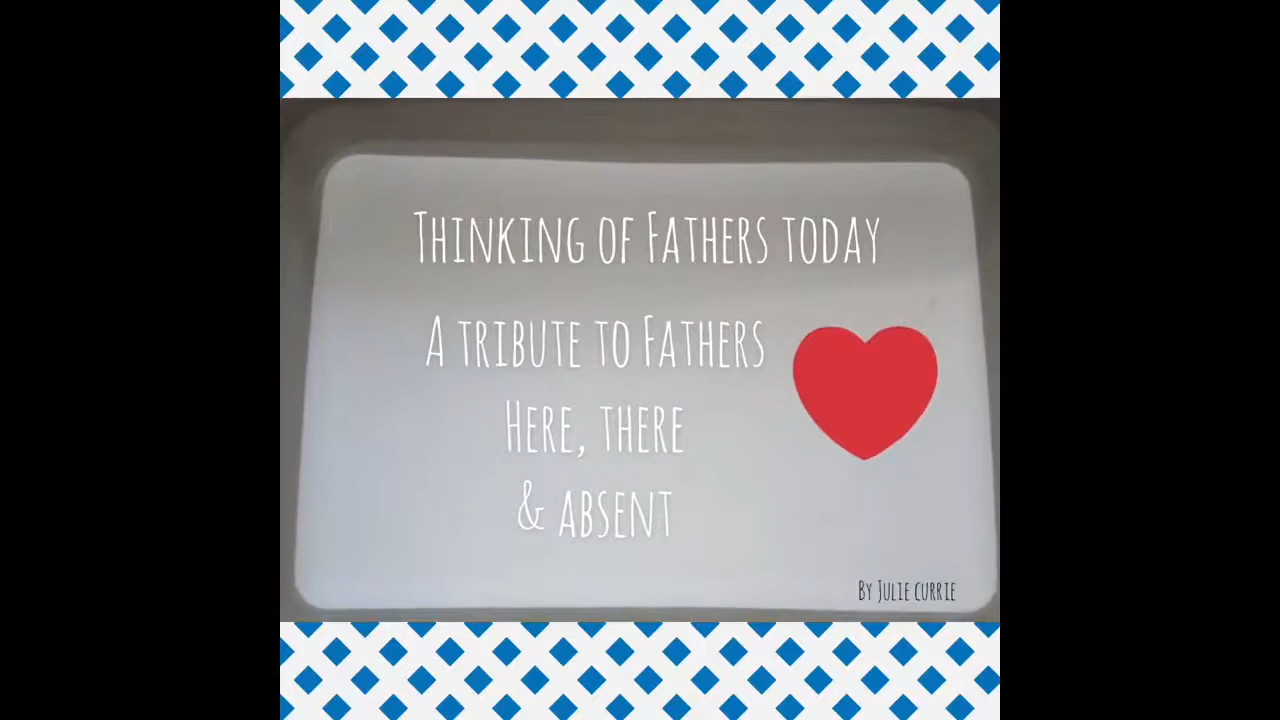 Thinking of Fathers today
A tribute to Fathers
Here, there
& absent
By Julie currie